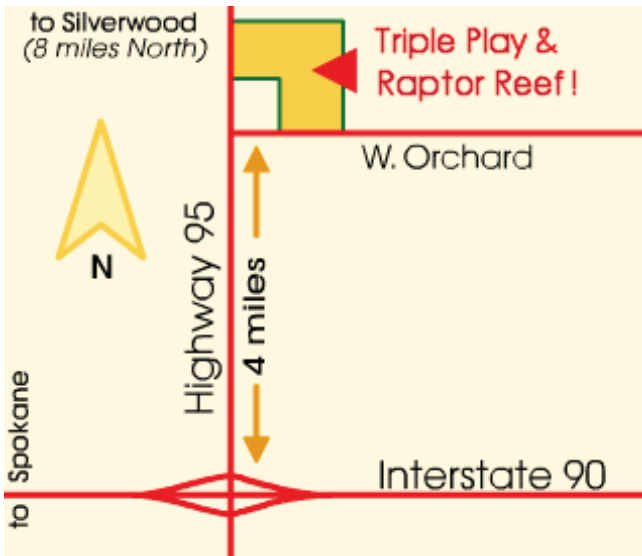 to Silverwood
(8 miles North)
Triple Play &
Raptor Reef!
W. Orchard
N
Highway 95
4 miles
to Spokane
Interstate 90